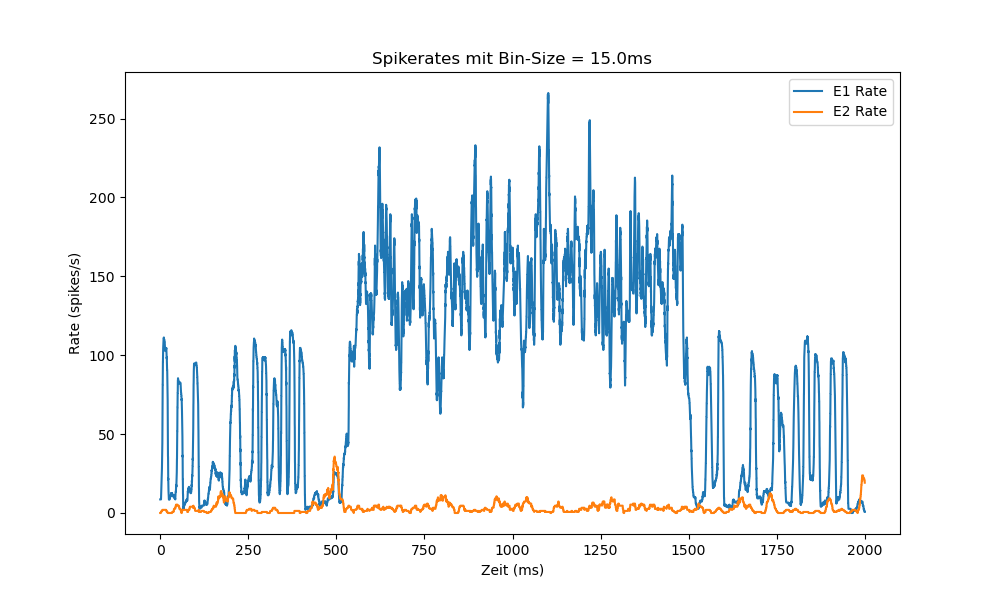 Spikerates mit Bin-Size = 15.0ms
E1 Rate
E2 Rate
Rate (spikes/s)
250
200
150
100
50
0
0 250 500 750 1000 1250 1500 1750 2000
Zeit (ms)